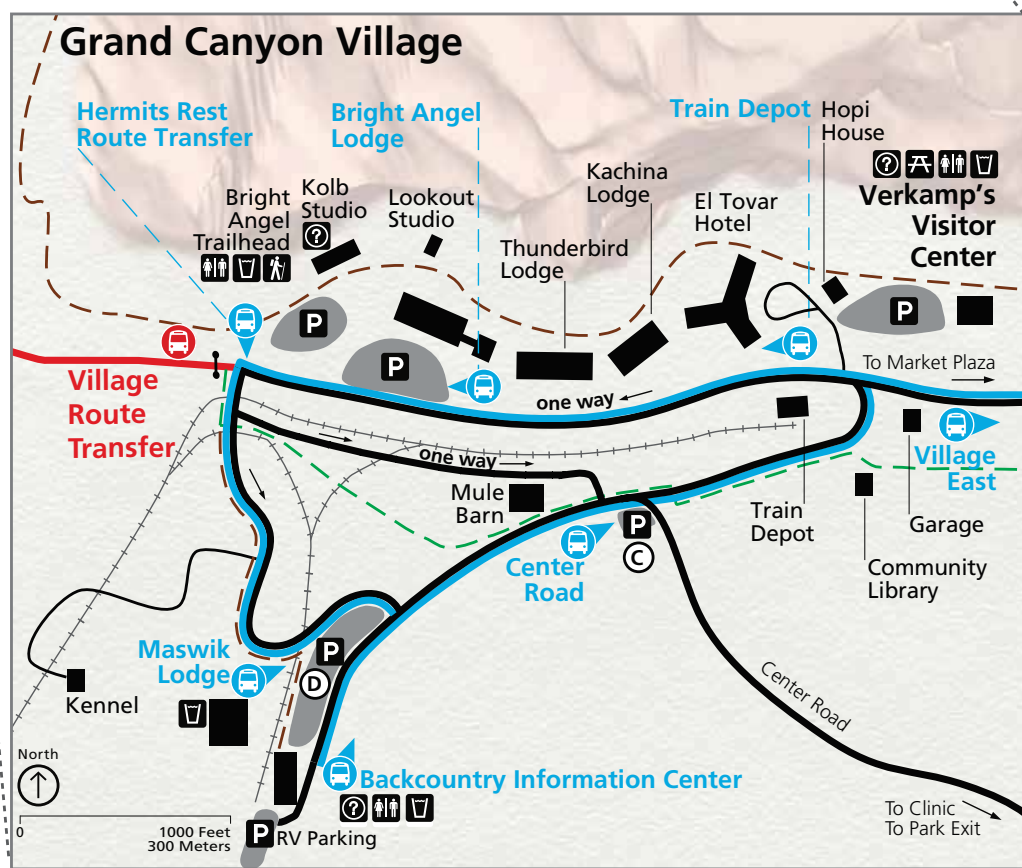 Grand Canyon Village
Hermits Rest
Route Transfer
Bright Angel
Lodge
Train Depot
Hopi
House
Bright
Angel
Trailhead
Kolb
Studio
?
Lookout
Studio
Kachina
Lodge
El Tovar
Hotel
?
Verkamp's
Visitor
Center
Thunderbird
Lodge
P
P
P
Village
Route
Transfer
To Market Plaza
one way
one way
Mule
Barn
Village
East
Train
Depot
Garage
Community
Library
P
C
Center
Road
Maswik
Lodge
P
D
Kennel
Center Road
North
Backcountry Information Center
?
P
RV Parking
0
1000 Feet
300 Meters
To Clinic
To Park Exit